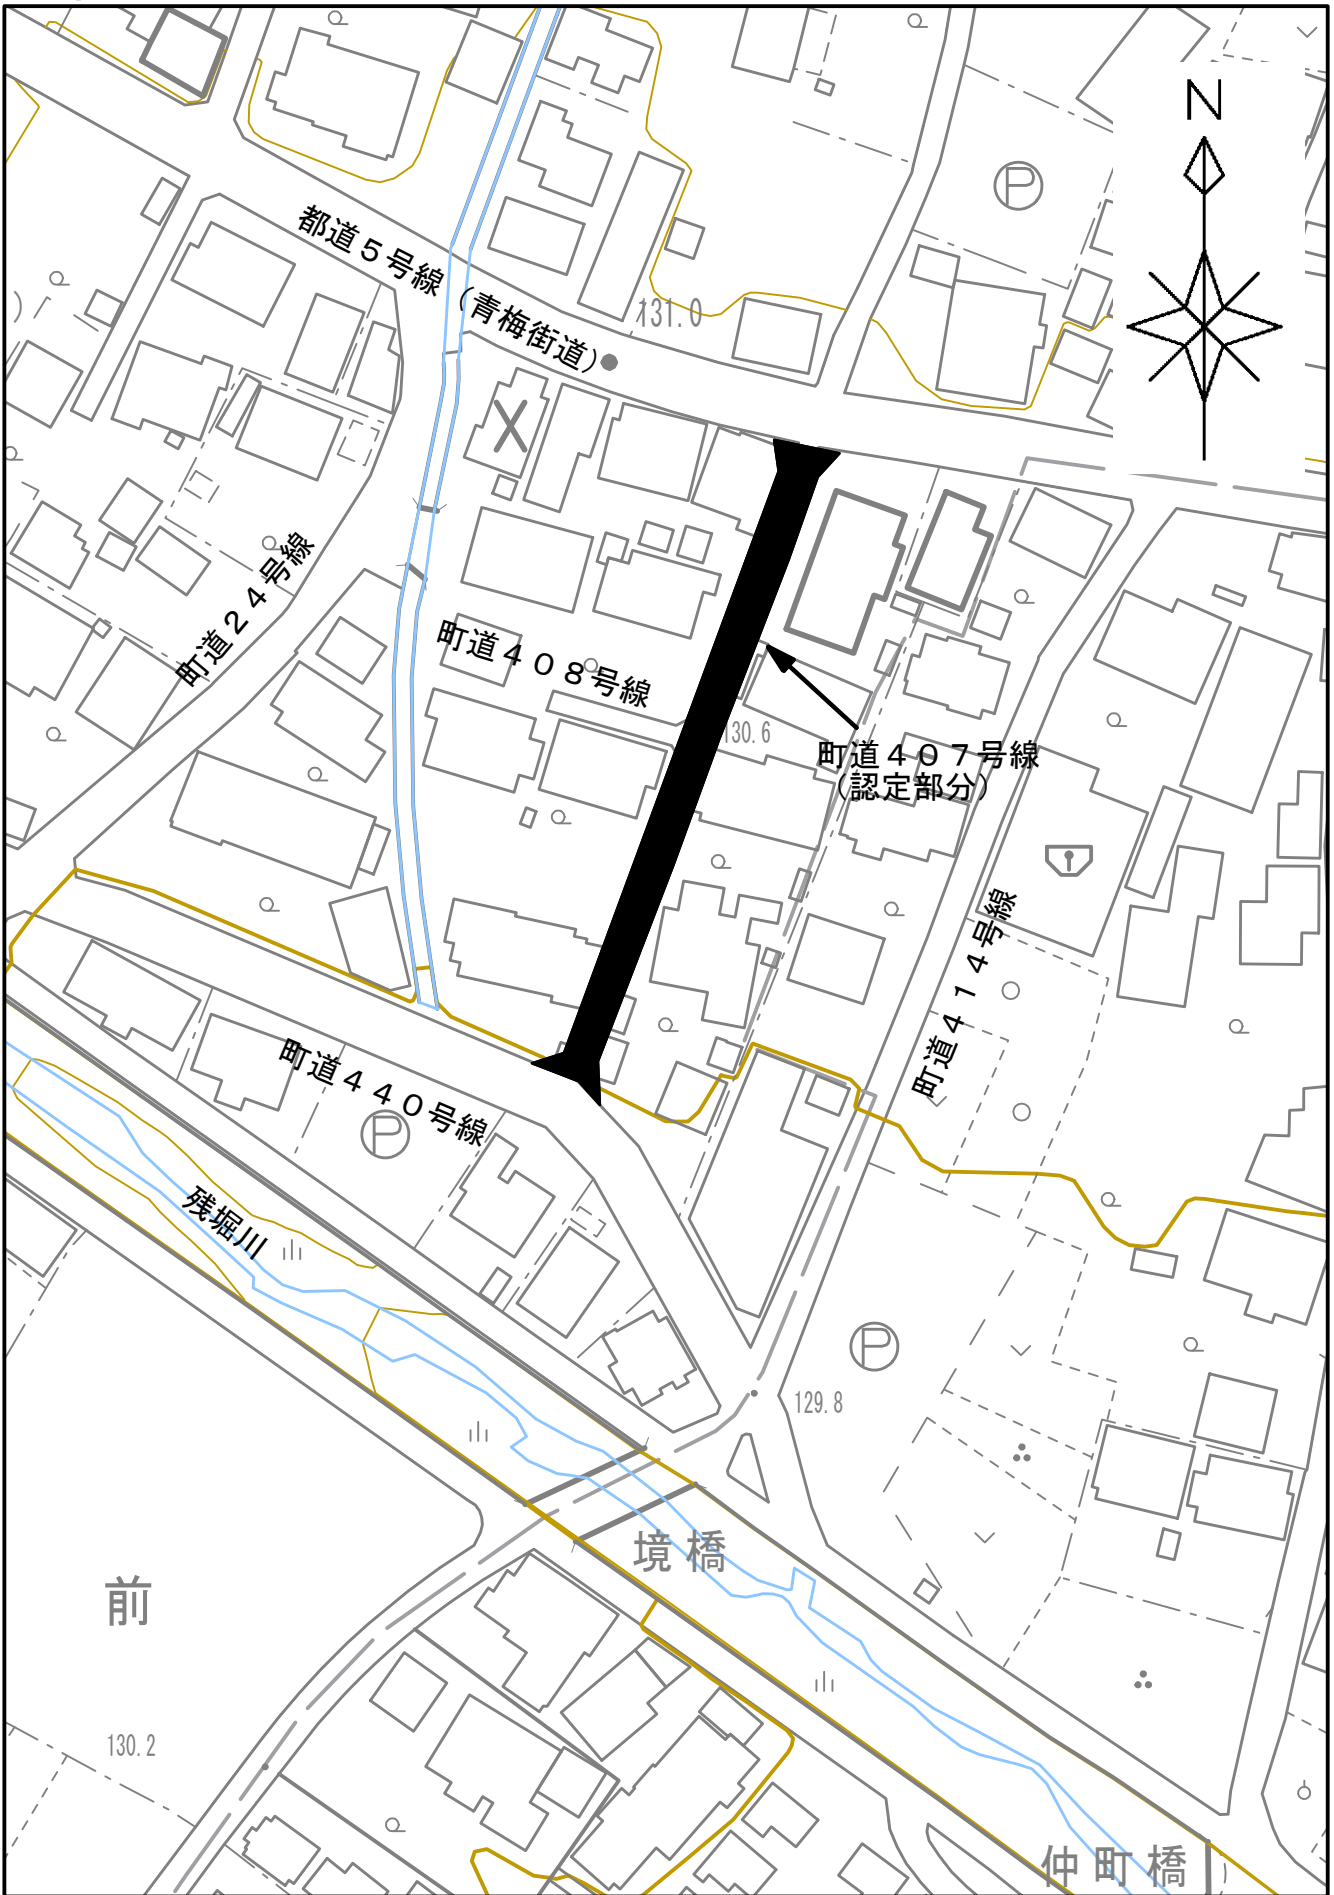 N
P
都道５号線（青梅街道）
131.0
町道２４号線
町道４０８号線
130.6
町道４０７号線
（認定部分）
町道４１４号線
町道４４０号線
P
残堀川
P
129.8
境橋
前
130.2
仲町橋